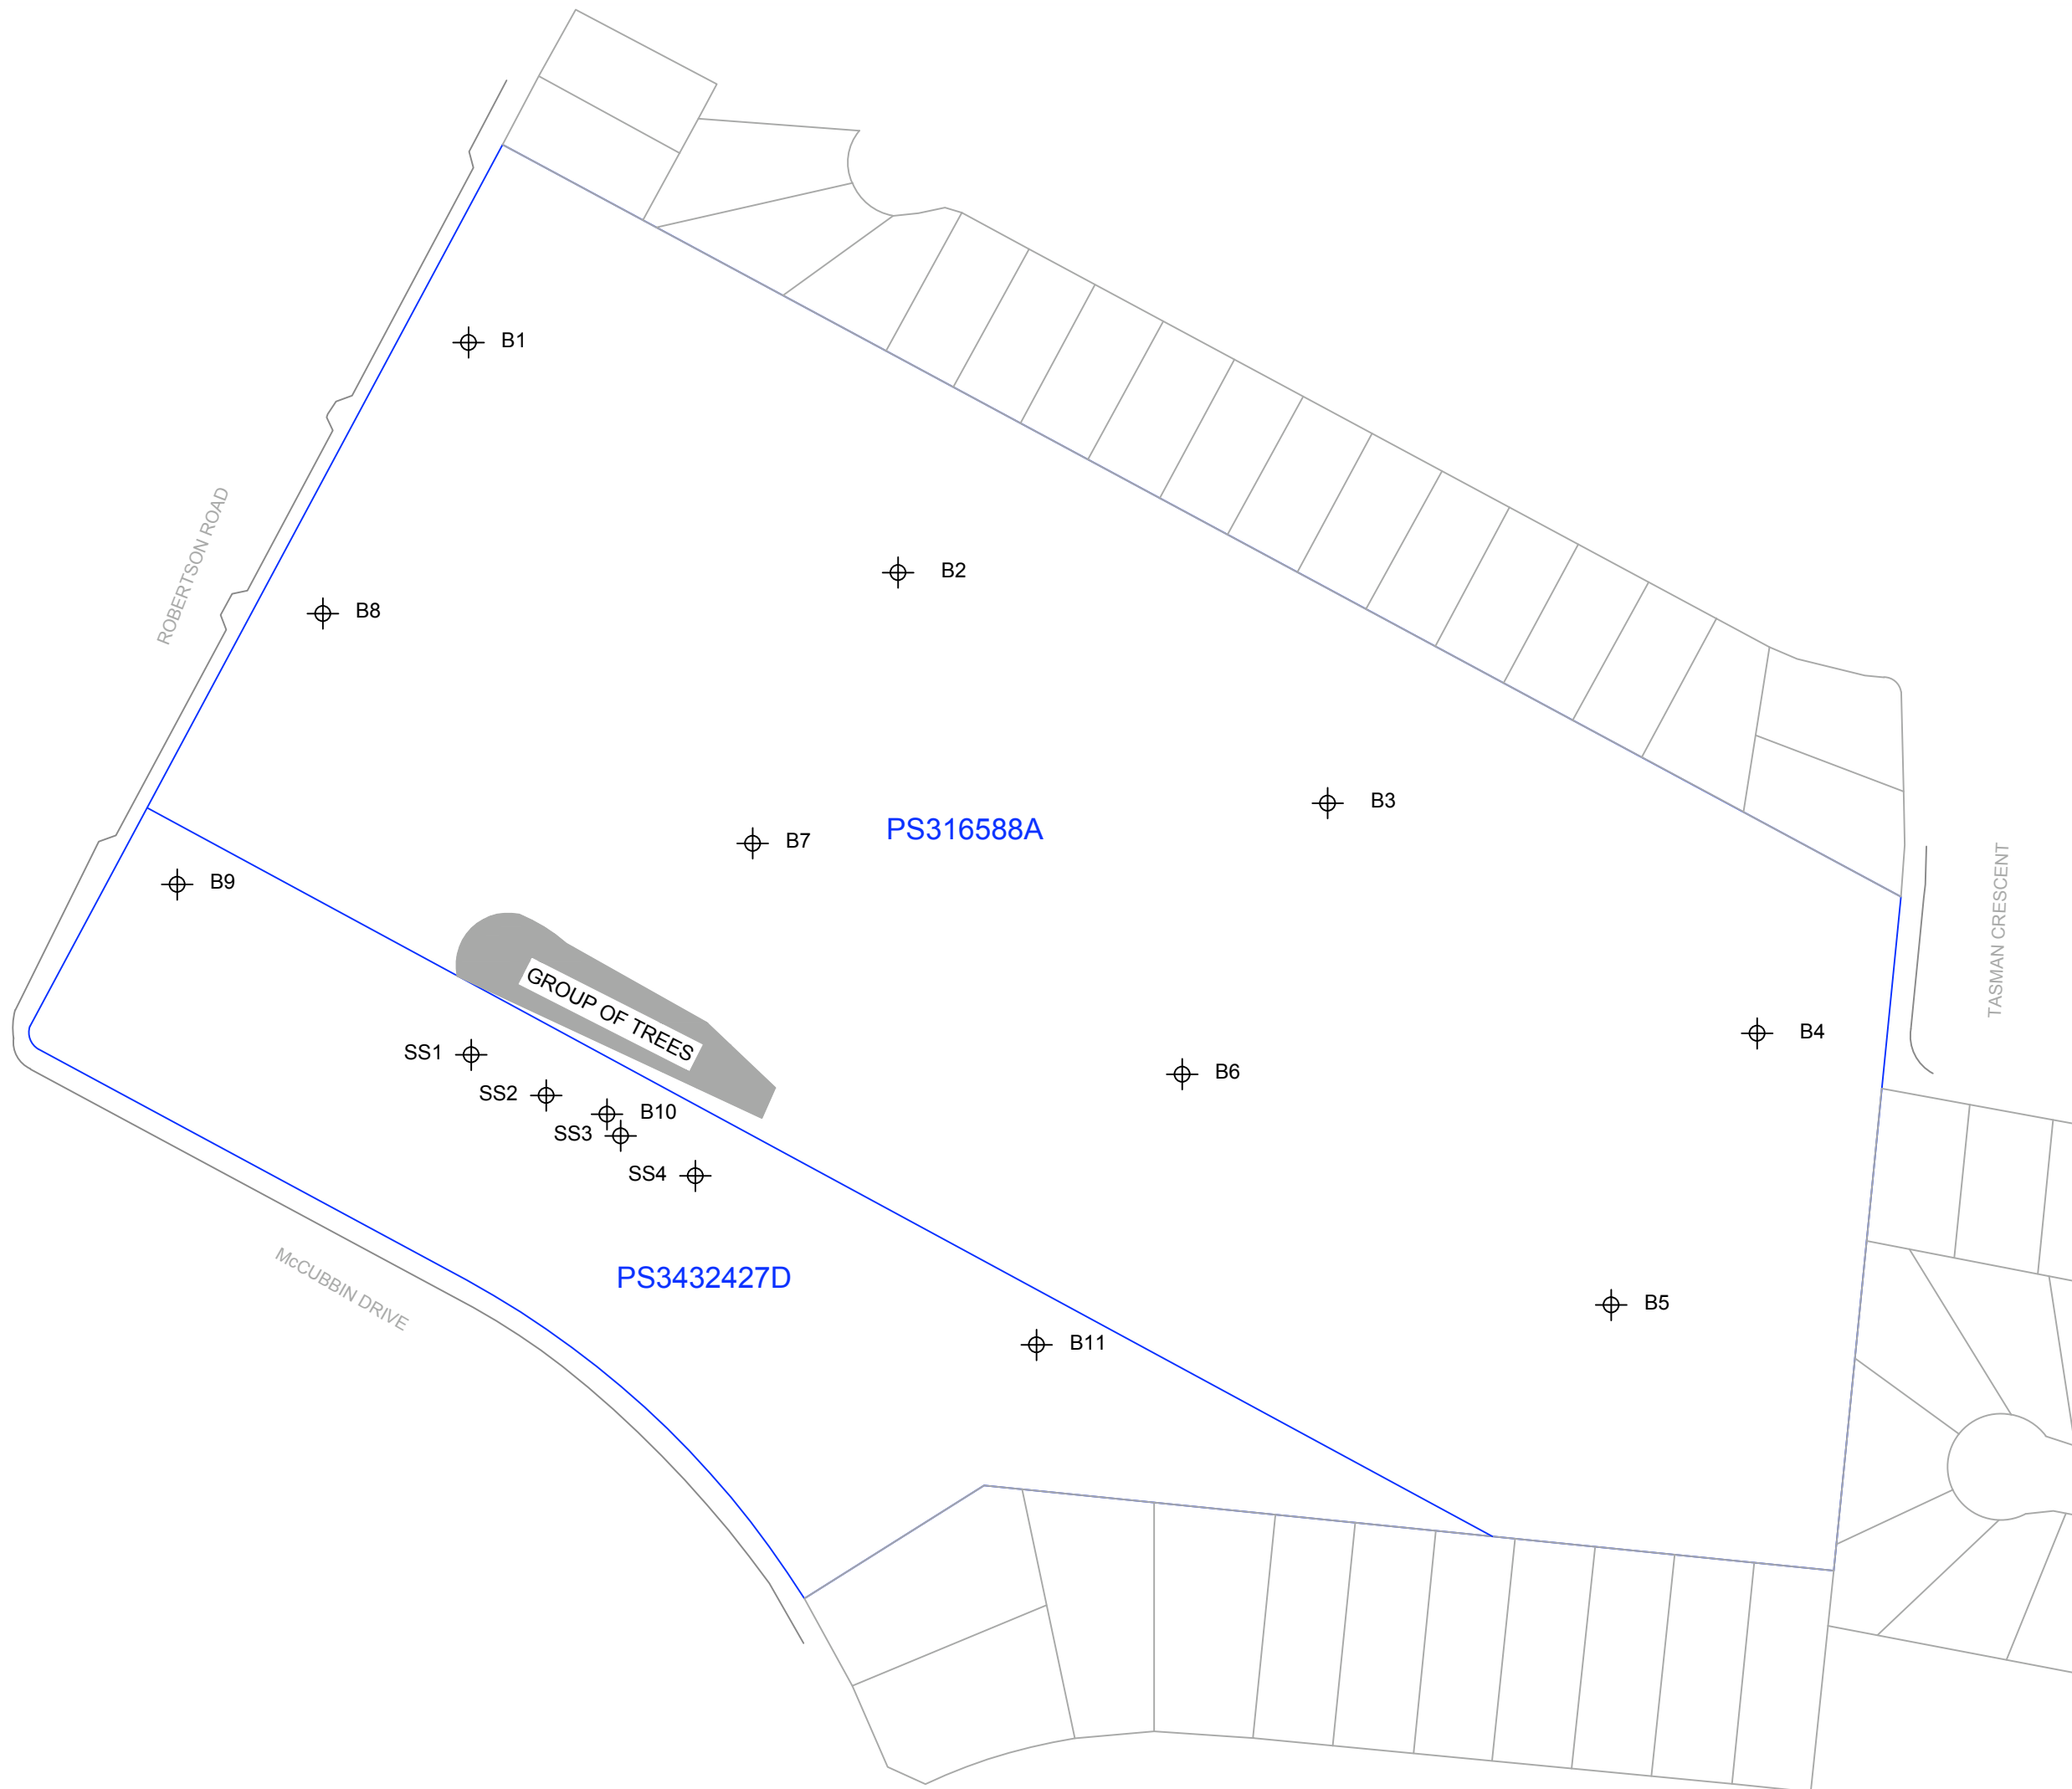 B1
B2
ROBERTSON ROAD
B8
B3
PS316588A
B7
TASMAN CRESCENT
B9
GROUP OF TREES
B4
SS1
B6
SS2
B10
SS3
SS4
PS3432427D
McCUBBIN DRIVE
B5
B11